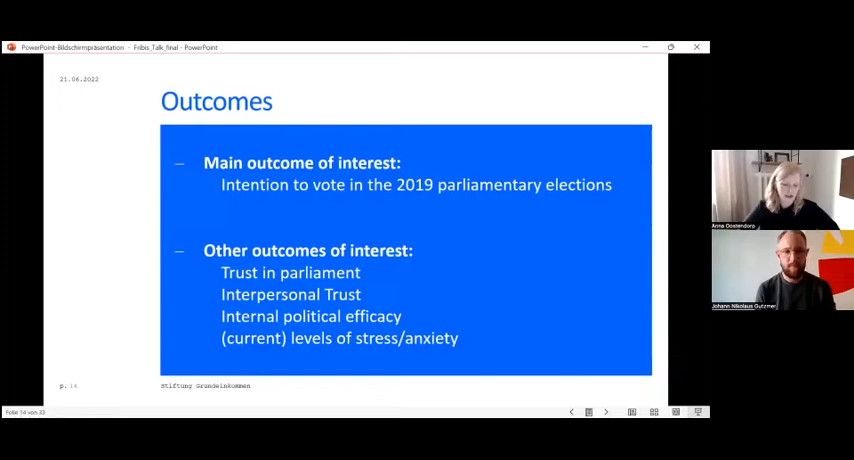 PowerPoint-Bildschirmpräsentation - Fribis_Talk_final - PowerPoint
21.06.2022
Outcomes
– Main outcome of interest:
Intention to vote in the 2019 parliamentary elections
– Other outcomes of interest:
Trust in parliament
Interpersonal Trust
Internal political efficacy
(current) levels of stress/anxiety
p. 14
Stiftung Grundeinkommen
Folie 14 von 33
Anna Oostendorp
Johann Nikolaus Gutzmer